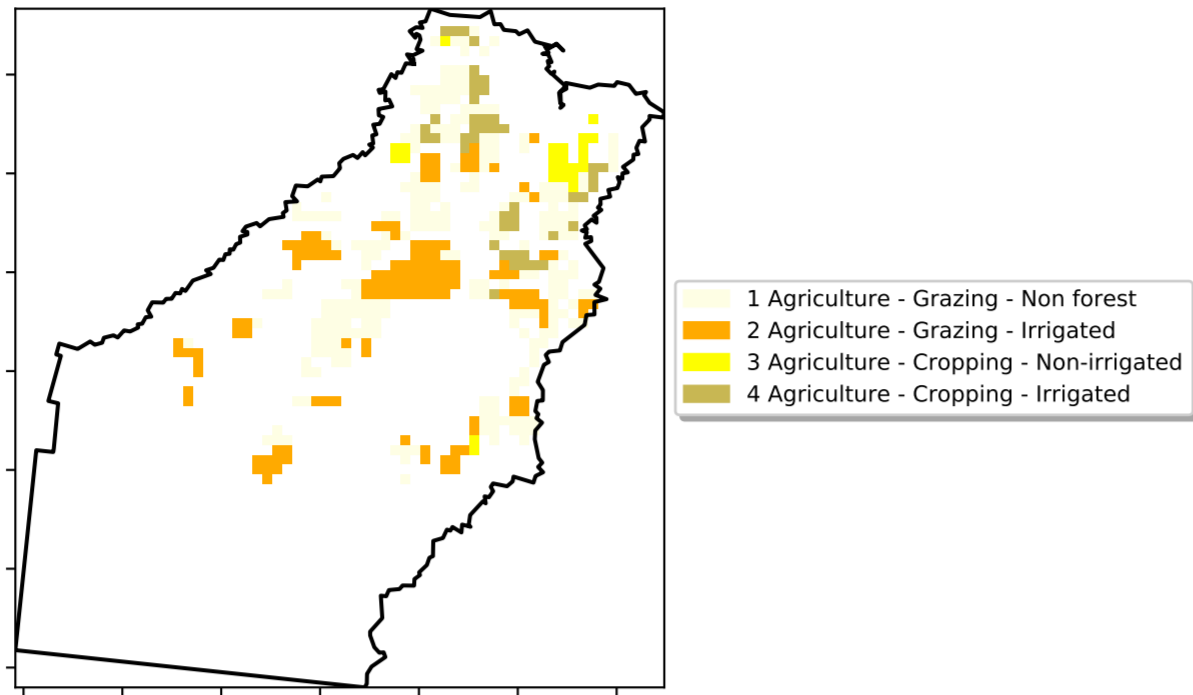 1 Agriculture - Grazing - Non forest
2 Agriculture - Grazing - Irrigated
3 Agriculture - Cropping - Non-irrigated
4 Agriculture - Cropping - Irrigated